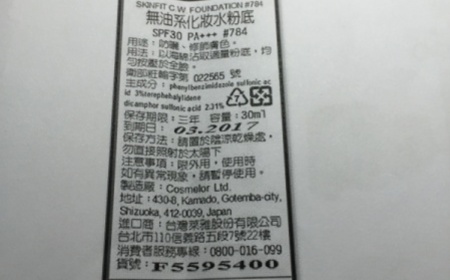 SKINFIT C.W FOUNDATION #784
無油系化妝水粉底
SPF30 PA+++ #784
用途：防曬、修飾膚色。
用法：以海綿沾取適量粉底，均
勻按壓於全臉。
衛部粧輸字第 022565 號
主成分：phenylbenzimidazole sulfonic ac
id 3%terephehalylidene
dicamphor sulfonic acid 2.31%
保存期限：三年 容量：30ml
到期日：03.2017
保存方法：請置於陰涼乾燥處，
勿直接照射於太陽下
注意事項：限外用，使用時
如有異常現象，請暫停使用。
製造廠：Cosmelor Ltd.
地址：430-8, Kamado, Gotemba-city,
Shizuoka, 412-0039, Japan
進口商：台灣萊雅股份有限公司
台北市110信義路五段7號22樓
消費者服務專線：0800-016-099
貨號：F5595400